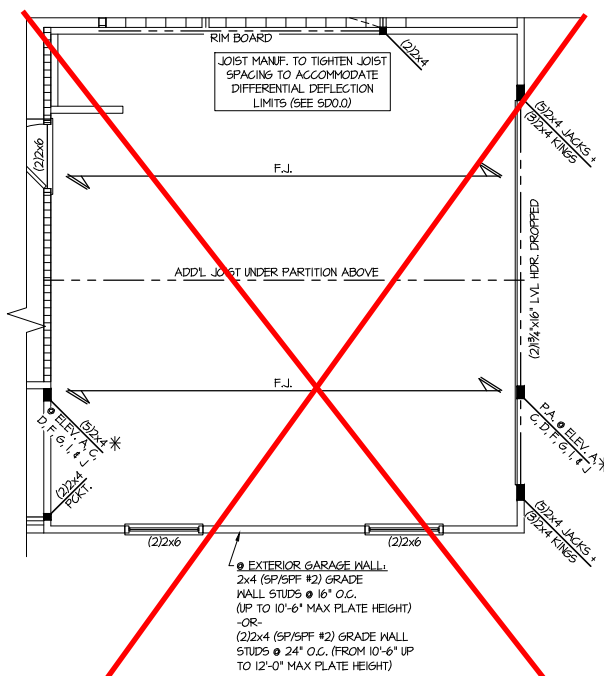 RIM BOARD
(2)2x4
JOIST MANUF. TO TIGHTEN JOIST
SPACING TO ACCOMMODATE
DIFFERENTIAL DEFLECTION
LIMITS (SEE SD0.0)
(5)2x4 JACKS +
(3)2x4 KINGS
(2)2x6
F.J.
(2)1¾"x16" LVL HDR. DROPPED
ADD'L JOIST UNDER PARTITION ABOVE
F.J.
(5)2x4 *
@ ELEV. A, C,
D, F, G, I, & J
P.A. @ ELEV. A, *
C, D, F, G, I, & J
(2)2x4
PCKT.
(5)2x4 JACKS +
(3)2x4 KINGS
(2)2x6
(2)2x6
@ EXTERIOR GARAGE WALL:
2x4 (SP/SPF #2) GRADE
WALL STUDS @ 16" O.C.
(UP TO 10'-6" MAX PLATE HEIGHT)
-OR-
(2)2x4 (SP/SPF #2) GRADE WALL
STUDS @ 24" O.C. (FROM 10'-6" UP
TO 12'-0" MAX PLATE HEIGHT)